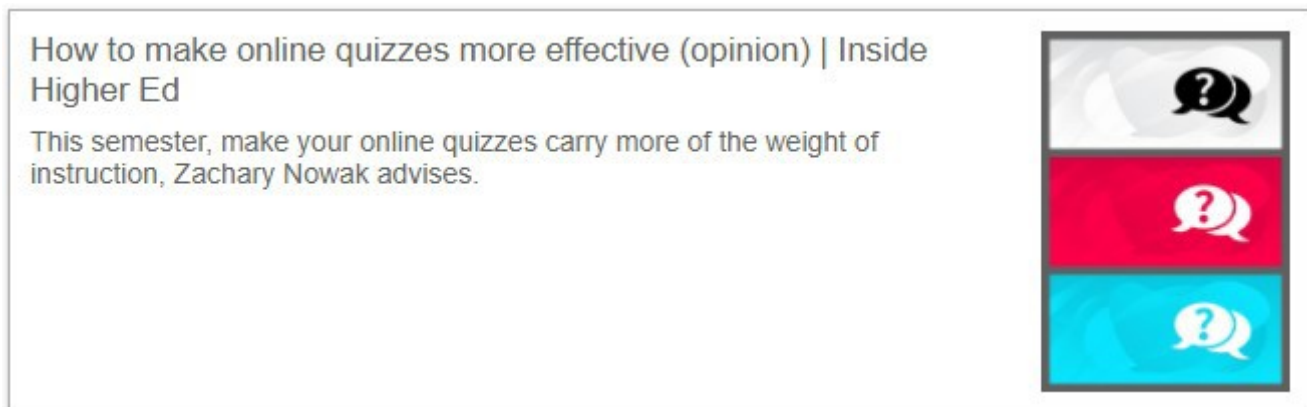 How to make online quizzes more effective (opinion) | Inside
Higher Ed
This semester, make your online quizzes carry more of the weight of
instruction, Zachary Nowak advises.
?
?
?